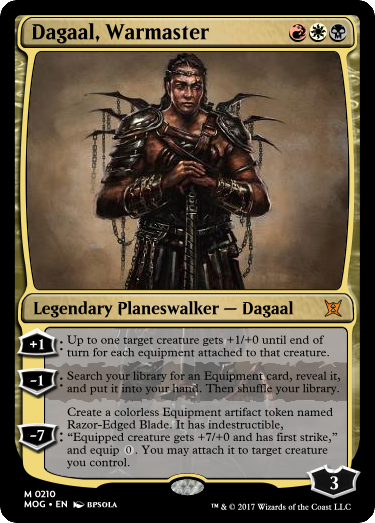 Dagaal, Warmaster
Legendary Planeswalker — Dagaal
+1: Up to one target creature gets +1/+0 until end of
turn for each equipment attached to that creature.
-1: Search your library for an Equipment card, reveal it,
and put it into your hand. Then shuffle your library.
Create a colorless Equipment artifact token named
Razor-Edged Blade. It has indestructible,
-7: “Equipped creature gets +7/+0 and has first strike,”
and equip 0. You may attach it to target creature
you control.
3
M 0210
MOG • EN BPSOLA
™ & © 2017 Wizards of the Coast LLC